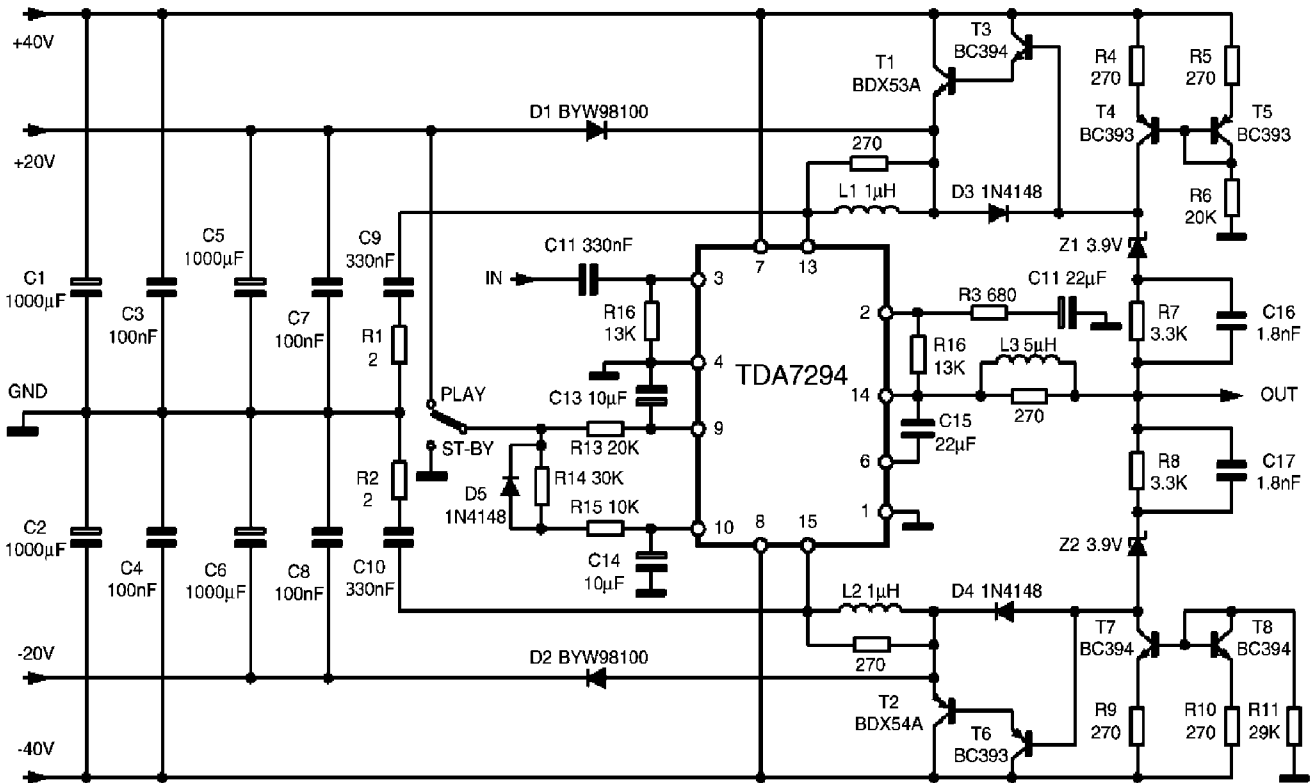 +40V
T3
BC394
T1
BDX53A
R4
270
R5
270
T4
BC393
T5
BC393
D1 BYW98100
+20V
270
L1 1µH
D3 1N4148
R6
20K
C5
1000µF
C9
330nF
C11 330nF
IN
3
7
13
Z1 3.9V
C1
1000µF
C3
100nF
C7
100nF
R1
2
R16
13K
2
R3 680
C11 22µF
R7
3.3K
C16
1.8nF
4
TDA7294
R16
13K
L3 5µH
GND
PLAY
ST-BY
C13 10µF
14
270
OUT
9
C15
22µF
R13 20K
6
R2
2
D5
1N4148
R14 30K
R15 10K
R8
3.3K
C17
1.8nF
1
C2
1000µF
C4
100nF
C6
1000µF
C8
100nF
C10
330nF
C14
10µF
10
8
15
Z2 3.9V
L2 1µH
D4 1N4148
T7
BC394
T8
BC394
270
-20V
D2 BYW98100
T2
BDX54A
T6
BC393
R9
270
R10
270
R11
29K
-40V